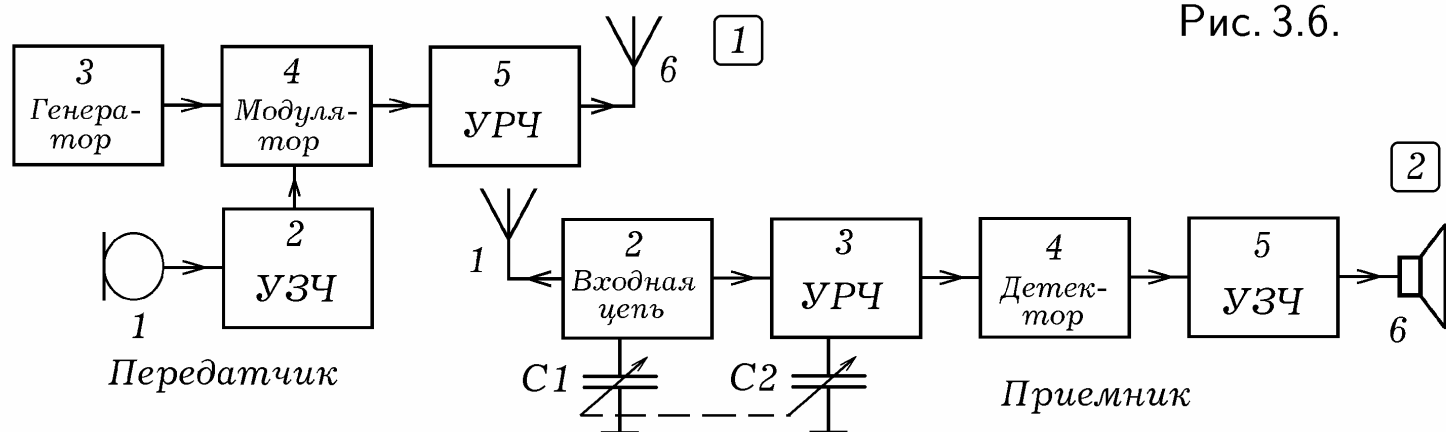 Рис. 3.6.
1
3
Генера-
тор
4
Модуля-
тор
5
УРЧ
6
1
2
УЗЧ
Передатчик
2
1
2
Входная
цепь
3
УРЧ
4
Детек-
тор
5
УЗЧ
6
C1
C2
Приемник